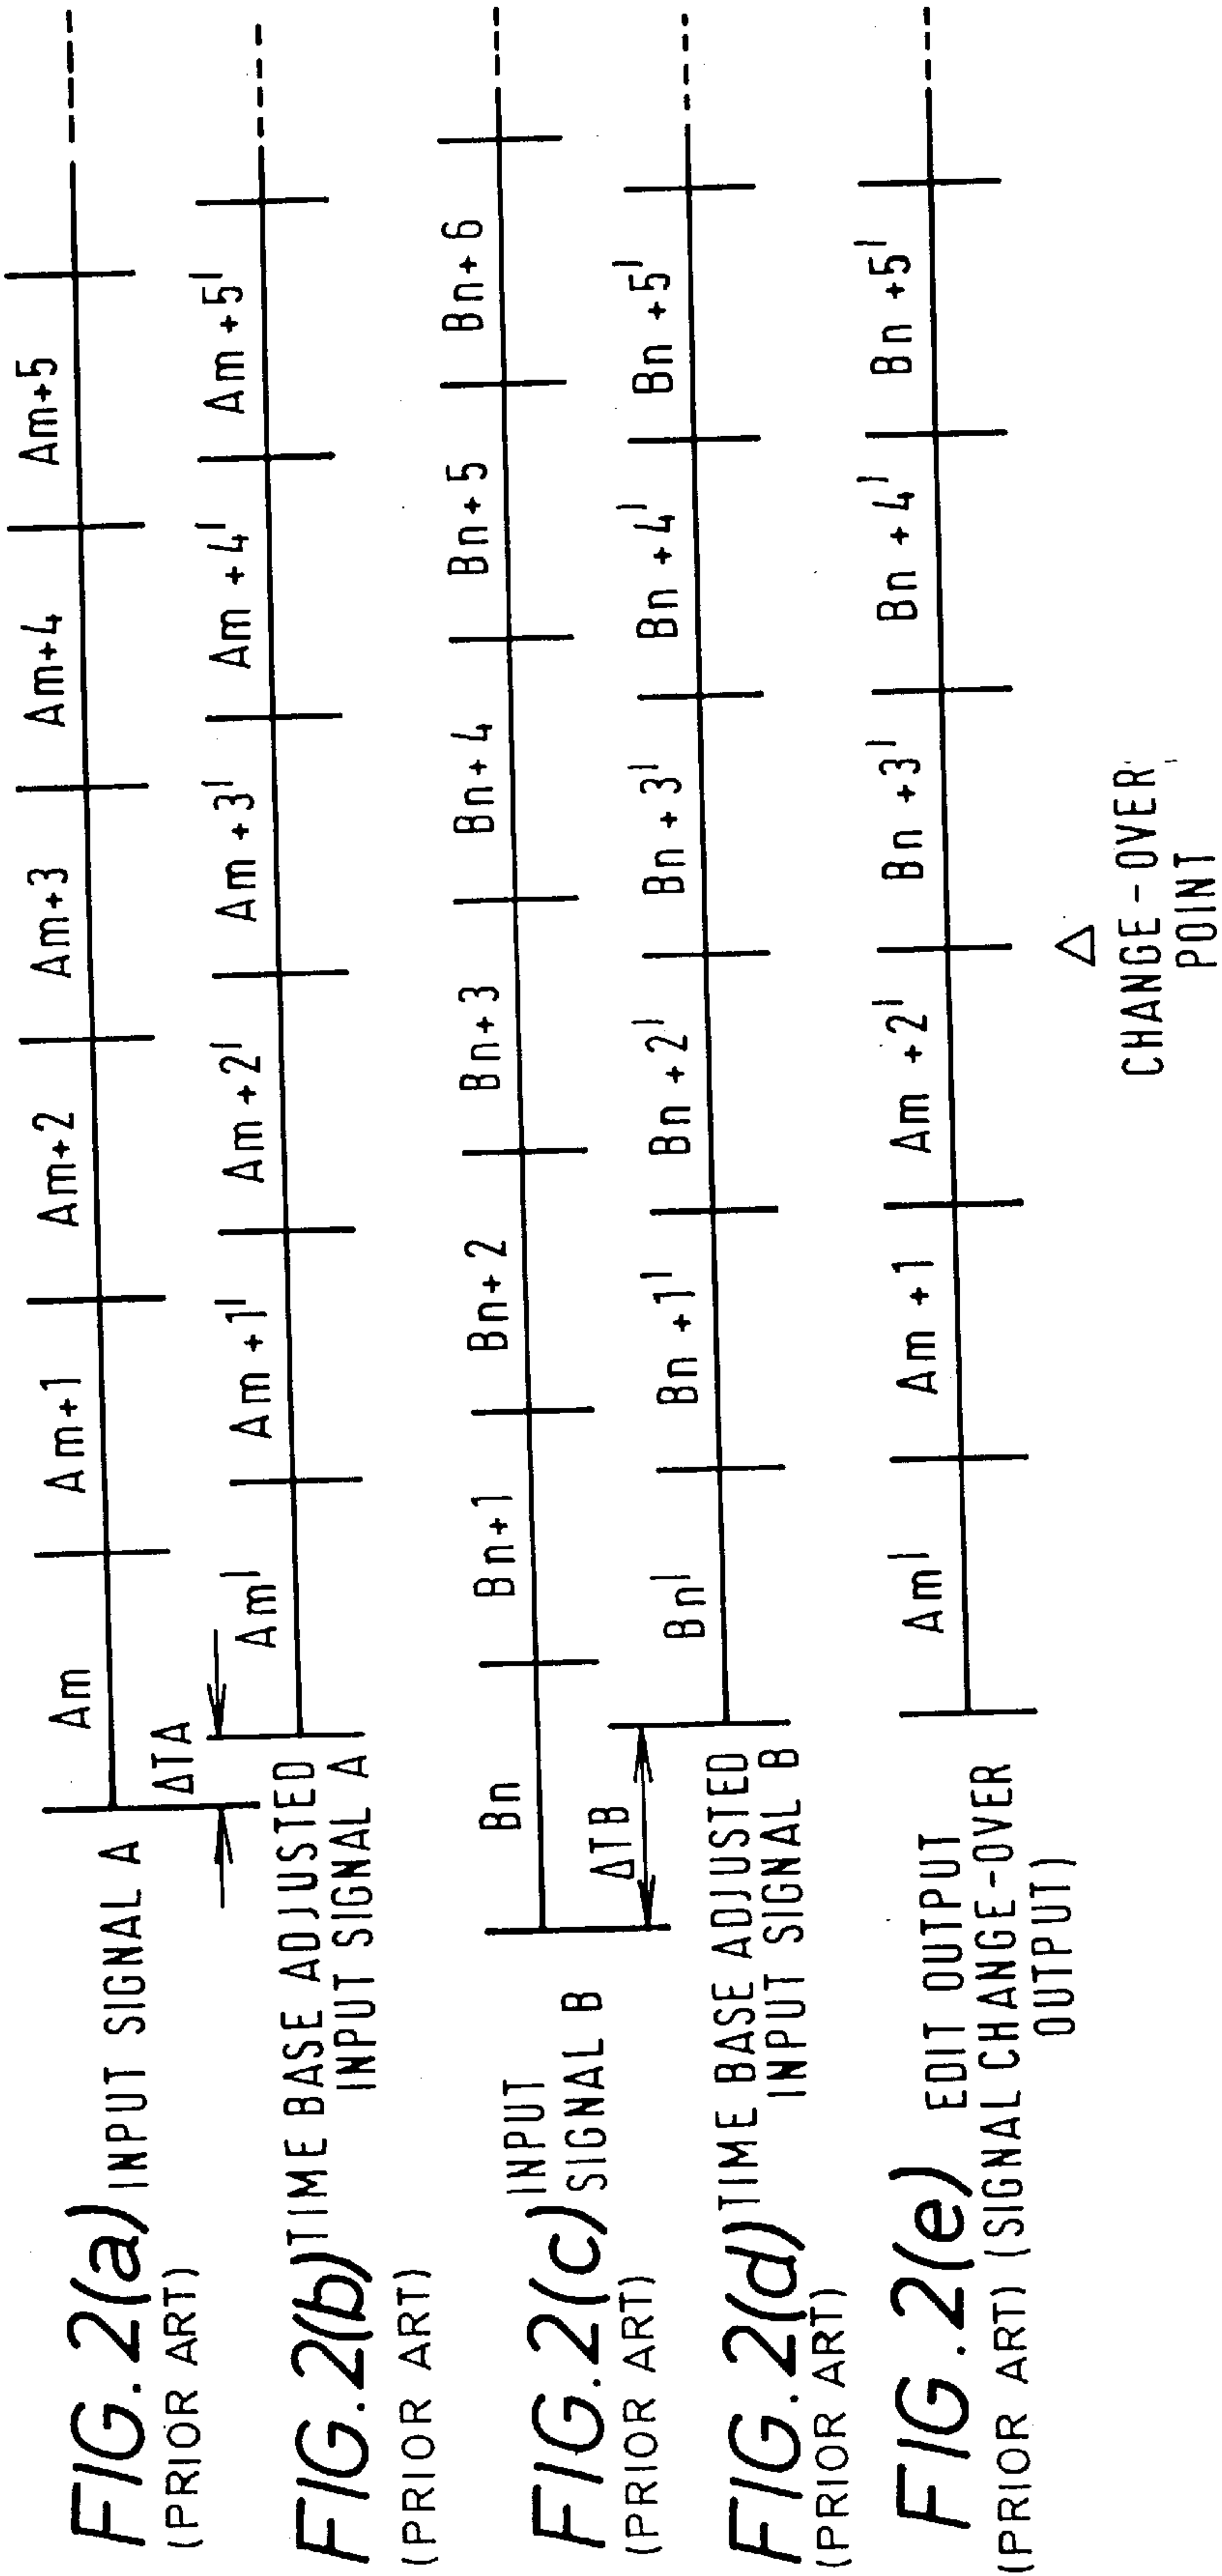 FIG. 2(a) INPUT SIGNAL A
(PRIOR ART)
Am Am+1 Am+2 Am+3 Am+4 Am+5
ΔTA
FIG. 2(b) TIME BASE ADJUSTED
INPUT SIGNAL A
(PRIOR ART)
Am' Am+1' Am+2' Am+3' Am+4' Am+5'
FIG. 2(c) INPUT
SIGNAL B
(PRIOR ART)
Bn Bn+1 Bn+2 Bn+3 Bn+4 Bn+5 Bn+6
ΔTB
FIG. 2(d) TIME BASE ADJUSTED
INPUT SIGNAL B
(PRIOR ART)
Bn' Bn+1' Bn+2' Bn+3' Bn+4' Bn+5'
FIG. 2(e) EDIT OUTPUT
(PRIOR ART) (SIGNAL CHANGE-OVER
OUTPUT)
Am' Am+1 Am+2' Bn+3' Bn+4' Bn+5'
Δ
CHANGE-OVER
POINT